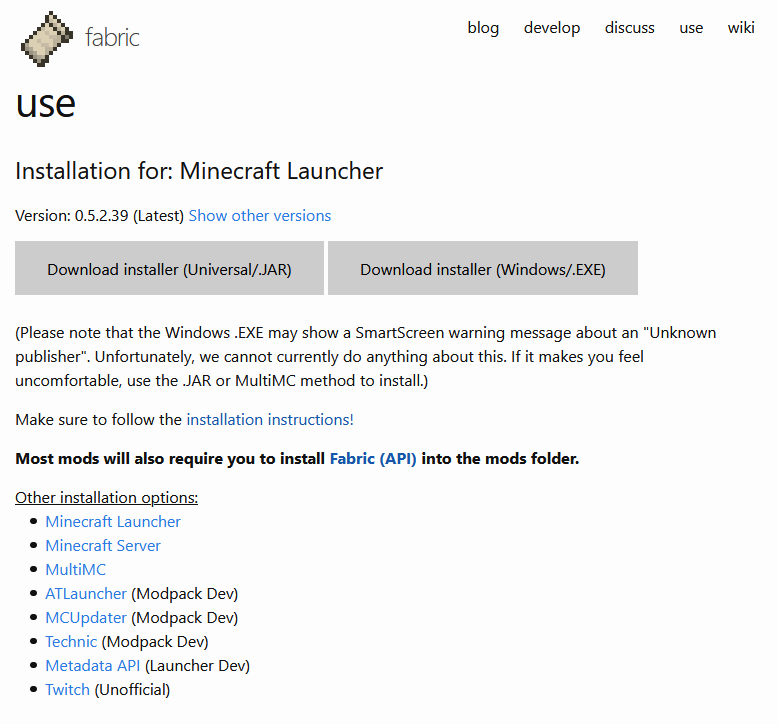 fabric
blog develop discuss use wiki
use
Installation for: Minecraft Launcher
Version: 0.5.2.39 (Latest) Show other versions
Download installer (Universal/.JAR) Download installer (Windows/.EXE)
(Please note that the Windows .EXE may show a SmartScreen warning message about an "Unknown
publisher". Unfortunately, we cannot currently do anything about this. If it makes you feel
uncomfortable, use the .JAR or MultiMC method to install.)
Make sure to follow the installation instructions!
Most mods will also require you to install Fabric (API) into the mods folder.
Other installation options:
• Minecraft Launcher
• Minecraft Server
• MultiMC
• ATLauncher (Modpack Dev)
• MCUpdater (Modpack Dev)
• Technic (Modpack Dev)
• Metadata API (Launcher Dev)
• Twitch (Unofficial)